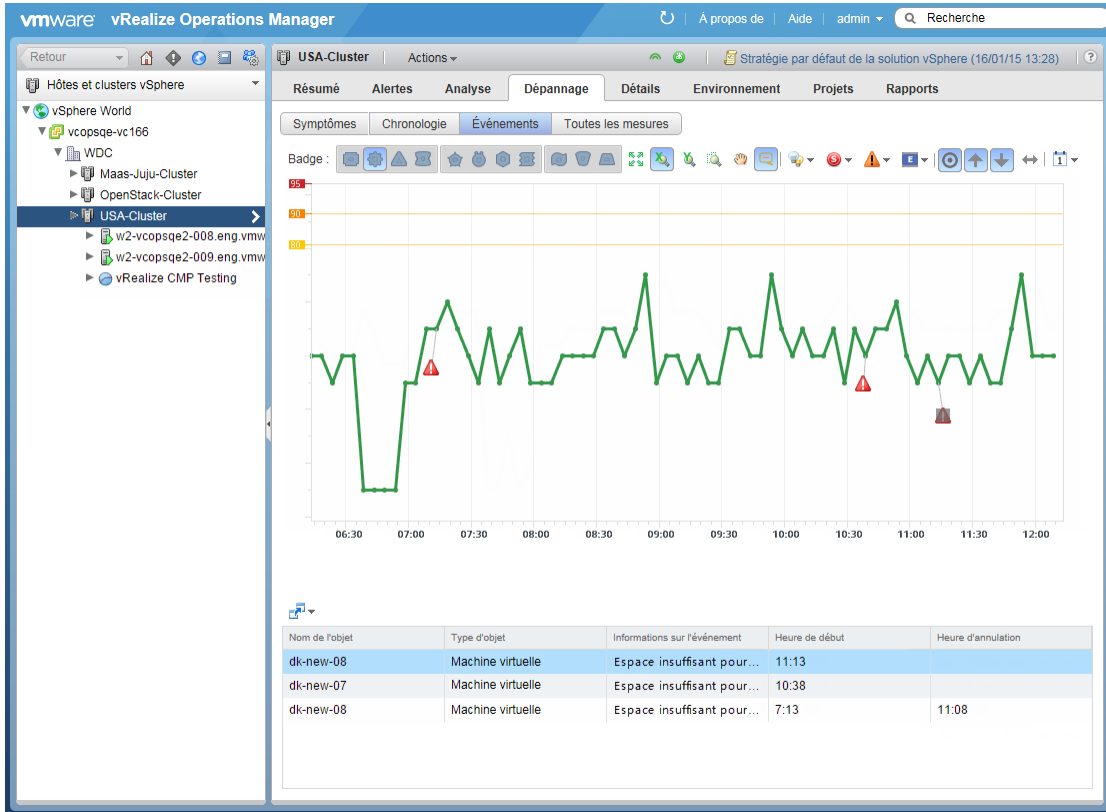 vmware vRealize Operations Manager
À propos de
Aide
admin
Recherche
Retour
Hôtes et clusters vSphere
vSphere World
vcopsqe-vc166
WDC
Maas-Juju-Cluster
OpenStack-Cluster
USA-Cluster
w2-vcopsqe2-008.eng.vmw
w2-vcopsqe2-009.eng.vmw
vRealize CMP Testing
USA-Cluster
Actions
Stratégie par défaut de la solution vSphere (16/01/15 13:28)
?
Résumé Alertes Analyse Dépannage Détails Environnement Projets Rapports
Symptômes Chronologie Événements Toutes les mesures
Badge :
95
90
80
06:30 07:00 07:30 08:00 08:30 09:00 09:30 10:00 10:30 11:00 11:30 12:00
Nom de l'objet Type d'objet Informations sur l'événement Heure de début Heure d'annulation
dk-new-08 Machine virtuelle Espace insuffisant pour... 11:13
dk-new-07 Machine virtuelle Espace insuffisant pour... 10:38
dk-new-08 Machine virtuelle Espace insuffisant pour... 7:13 11:08